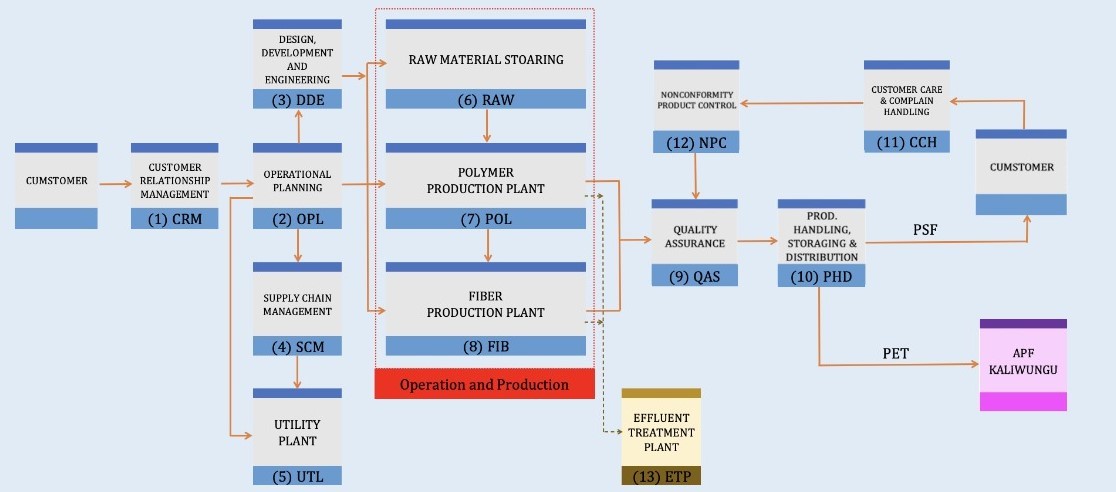 CUMSTOMER
CUSTOMER
RELATIONSHIP
MANAGEMENT
(1) CRM
DESIGN,
DEVELOPMENT
AND
ENGINEERING
(3) DDE
OPERATIONAL
PLANNING
(2) OPL
SUPPLY CHAIN
MANAGEMENT
(4) SCM
UTILITY
PLANT
(5) UTL
RAW MATERIAL STOARING
(6) RAW
POLYMER
PRODUCTION PLANT
(7) POL
FIBER
PRODUCTION PLANT
(8) FIB
Operation and Production
NONCONFORMITY
PRODUCT CONTROL
(12) NPC
QUALITY
ASSURANCE
(9) QAS
EFFLUENT
TREATMENT
PLANT
(13) ETP
PROD.
HANDLING,
STORAGING &
DISTRIBUTION
(10) PHD
CUSTOMER CARE
& COMPLAIN
HANDLING
(11) CCH
CUMSTOMER
PSF
PET
APF
KALIWUNGU